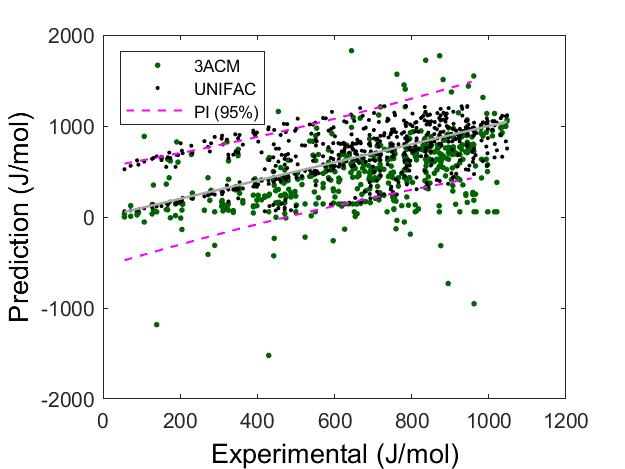 2000
1000
0
-1000
-2000
Prediction (J/mol)
3ACM
UNIFAC
PI (95%)
0 200 400 600 800 1000 1200
Experimental (J/mol)